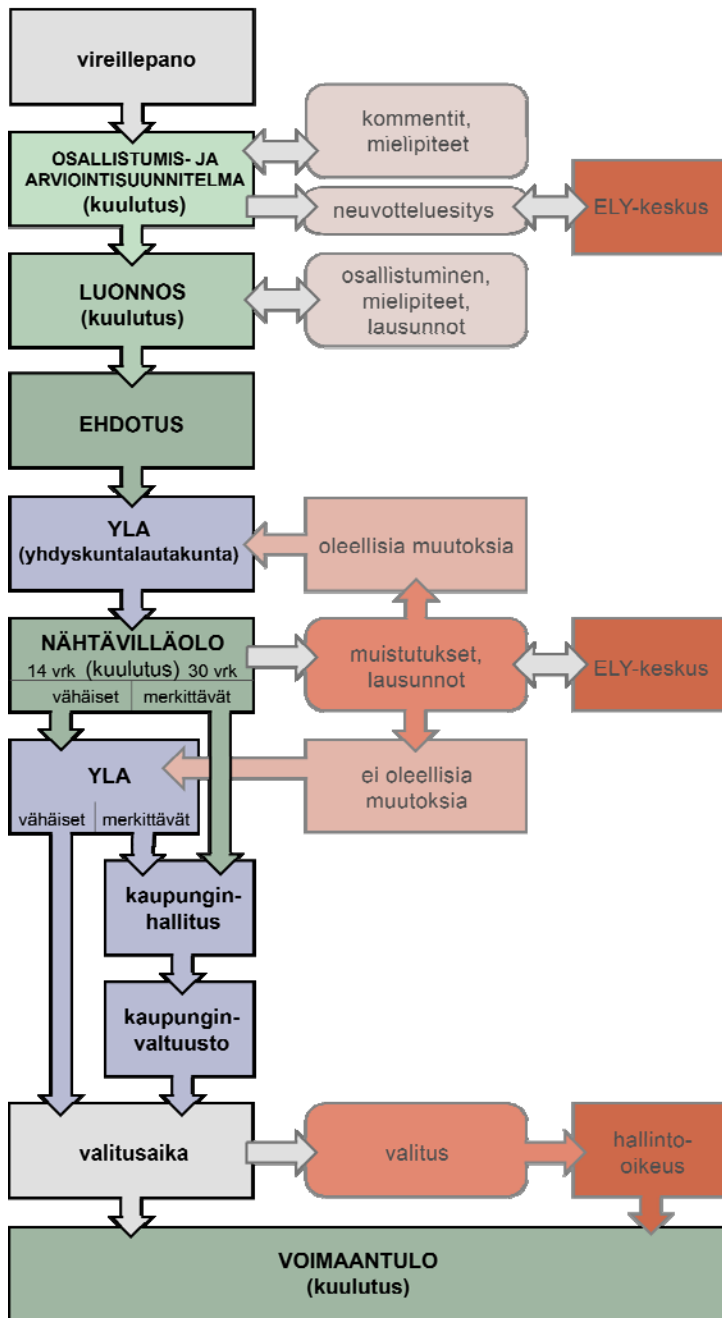 vireillepano
kommentit,
mielipiteet
OSALLISTUMIS- JA
ARVIOINTISUUNNITELMA
(kuulutus)
neuvotteluesitys
ELY-keskus
LUONNOS
(kuulutus)
osallistuminen,
mielipiteet,
lausunnot
EHDOTUS
YLA
(yhdyskuntalautakunta)
oleellisia muutoksia
NÄHTÄVILLÄOLO
14 vrk (kuulutus) 30 vrk
vähäiset merkittävät
muistutukset,
lausunnot
ELY-keskus
YLA
vähäiset merkittävät
ei oleellisia
muutoksia
kaupungin-
hallitus
kaupungin-
valtuusto
valitusaika
valitus
hallinto-
oikeus
VOIMAANTULO
(kuulutus)